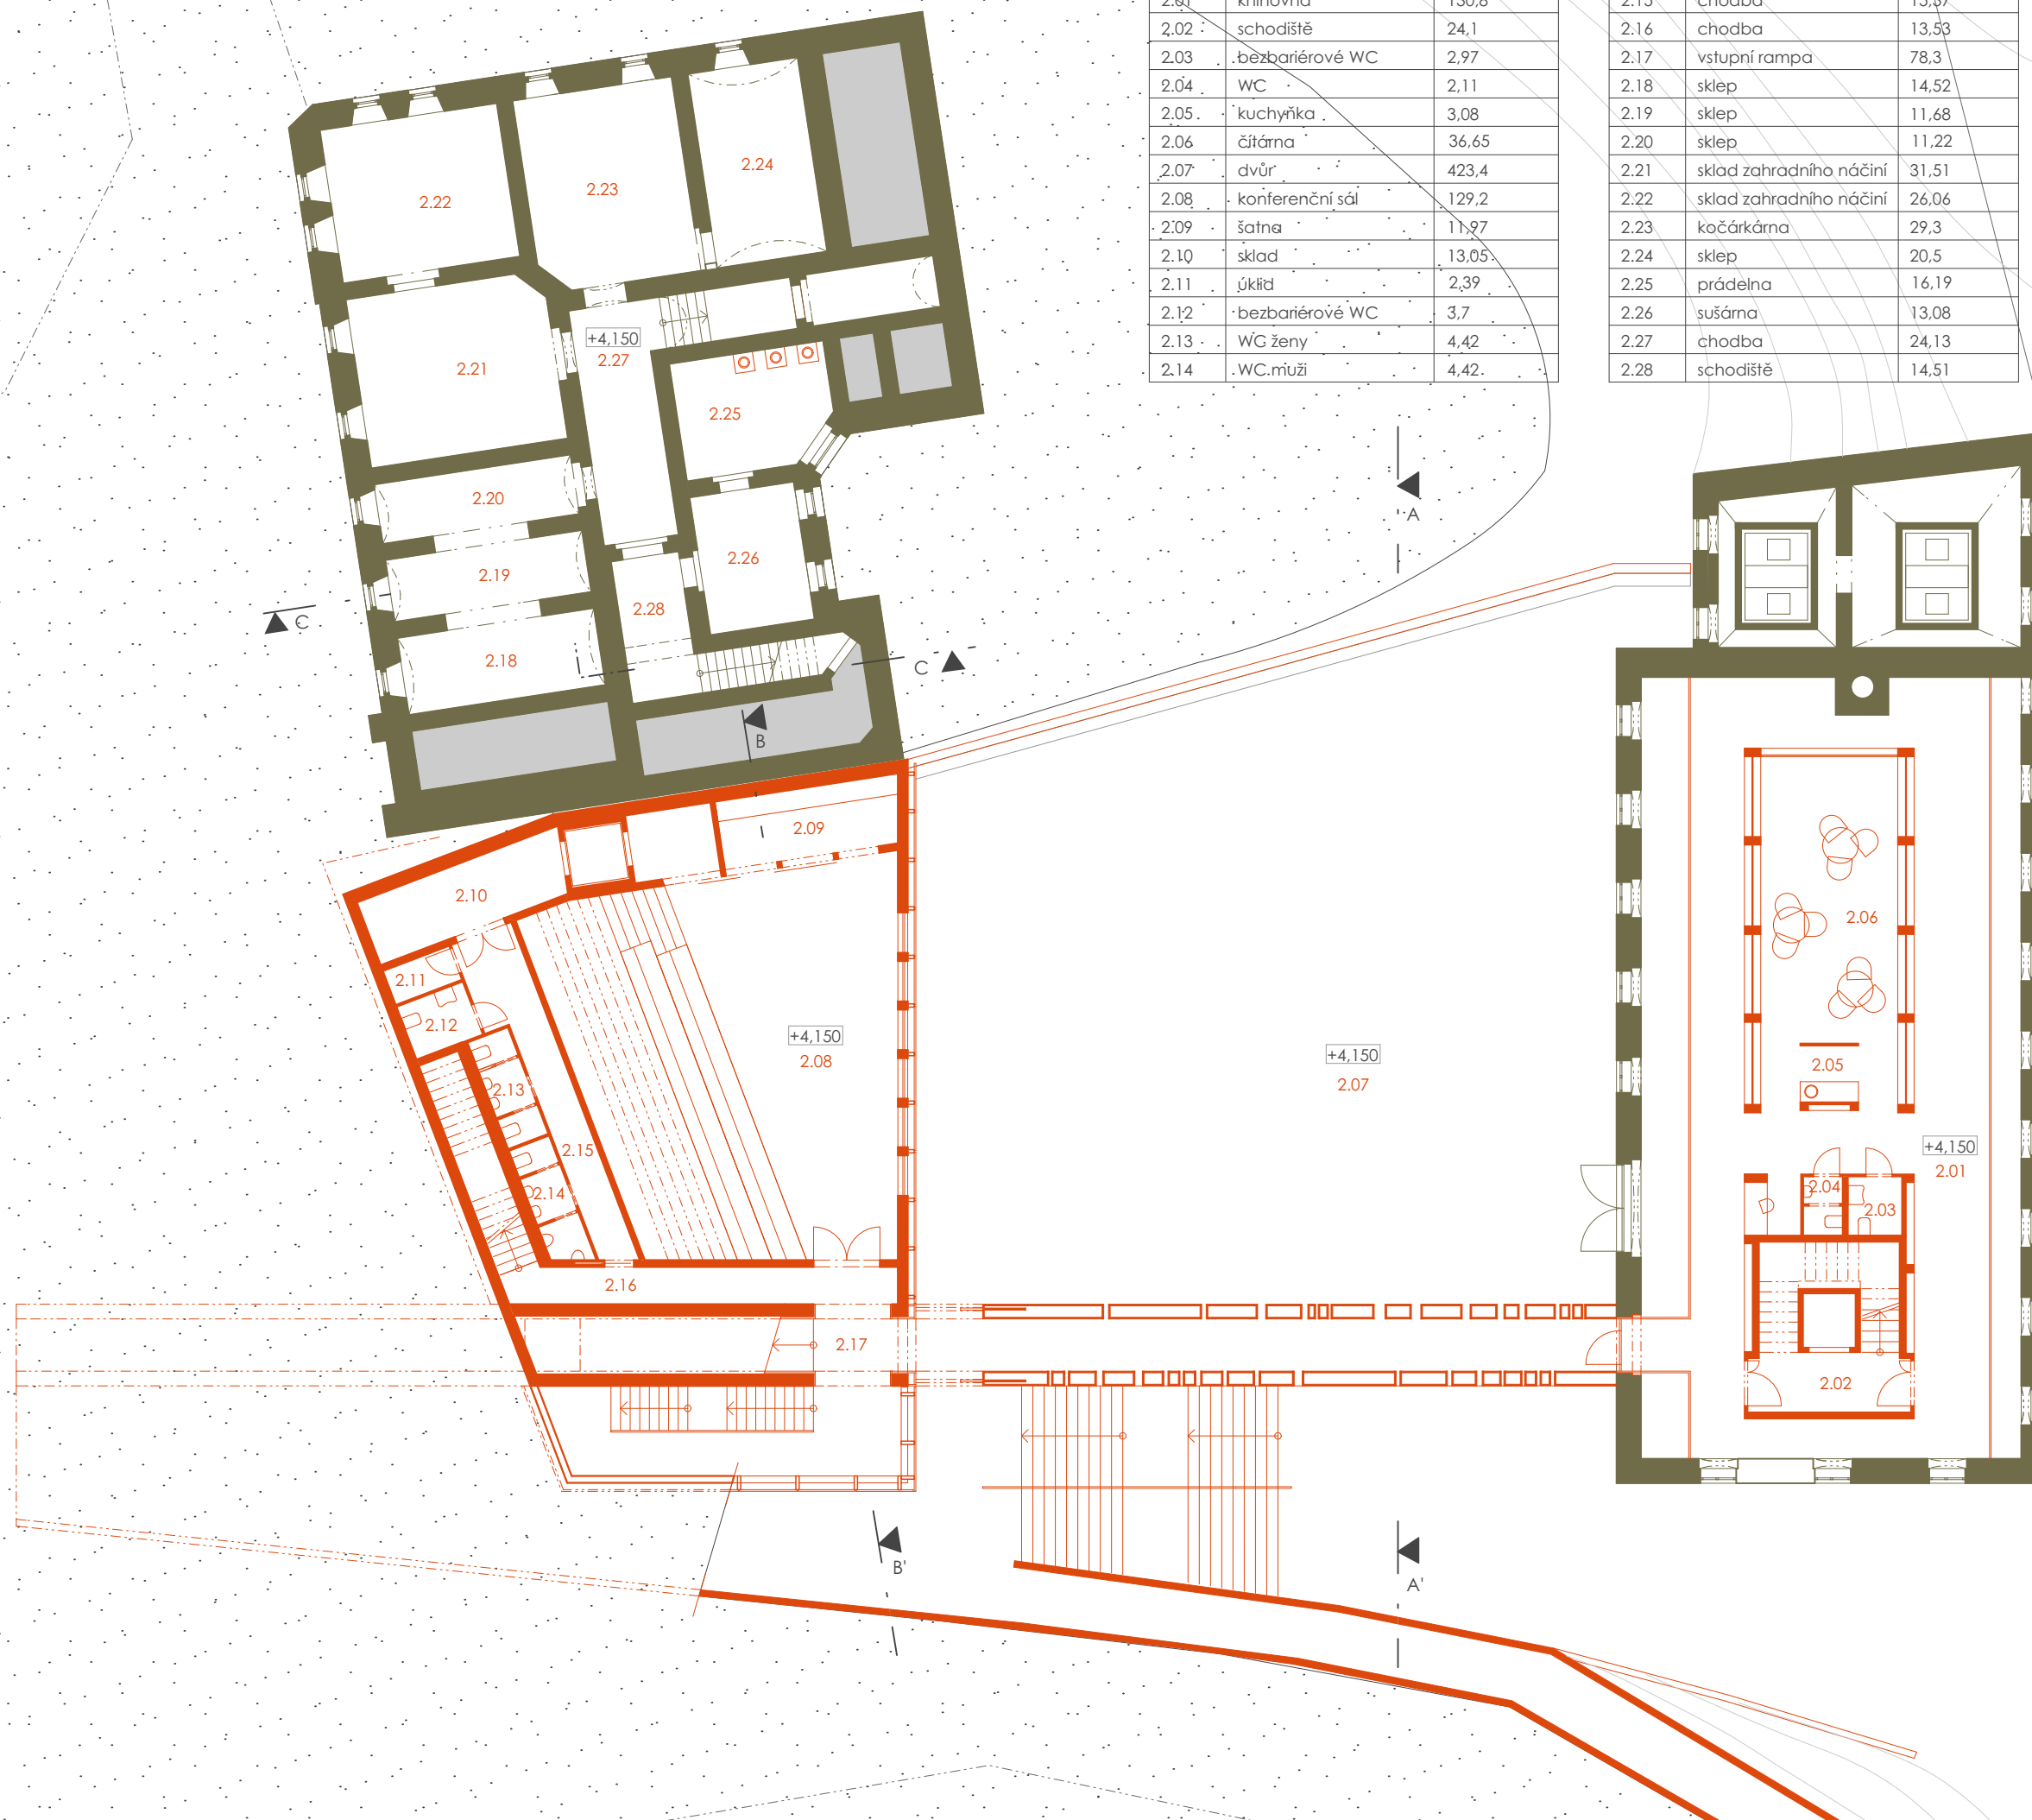 2.01 knihovna 130,8
2.02 schodiště 24,1
2.03 bezbariérové WC 2,97
2.04 WC 2,11
2.05 kuchyňka 3,08
2.06 čítárna 36,65
2.07 dvůr 423,4
2.08 konferenční sál 129,2
2.09 šatna 11,97
2.10 sklad 13,05
2.11 úklid 2,39
2.12 bezbariérové WC 3,7
2.13 WC ženy 4,42
2.14 WC muži 4,42
2.15 chodba 15,37
2.16 chodba 13,53
2.17 vstupní rampa 78,3
2.18 sklep 14,52
2.19 sklep 11,68
2.20 sklep 11,22
2.21 sklad zahradního náčiní 31,51
2.22 sklad zahradního náčiní 26,06
2.23 kočárkárna 29,3
2.24 sklep 20,5
2.25 prádelna 16,19
2.26 sušárna 13,08
2.27 chodba 24,13
2.28 schodiště 14,51
2.24
2.23
2.22
+4,150
2.27
2.21
2.25
2.20
A
2.26
2.19
2.28
C
2.18
C
B
2.09
2.10
2.06
2.11
2.12
+4,150
2.08
+4,150
2.07
2.05
2.13
2.15
+4,150
2.01
2.14
2.04
2.03
2.16
2.17
2.02
B'
A'